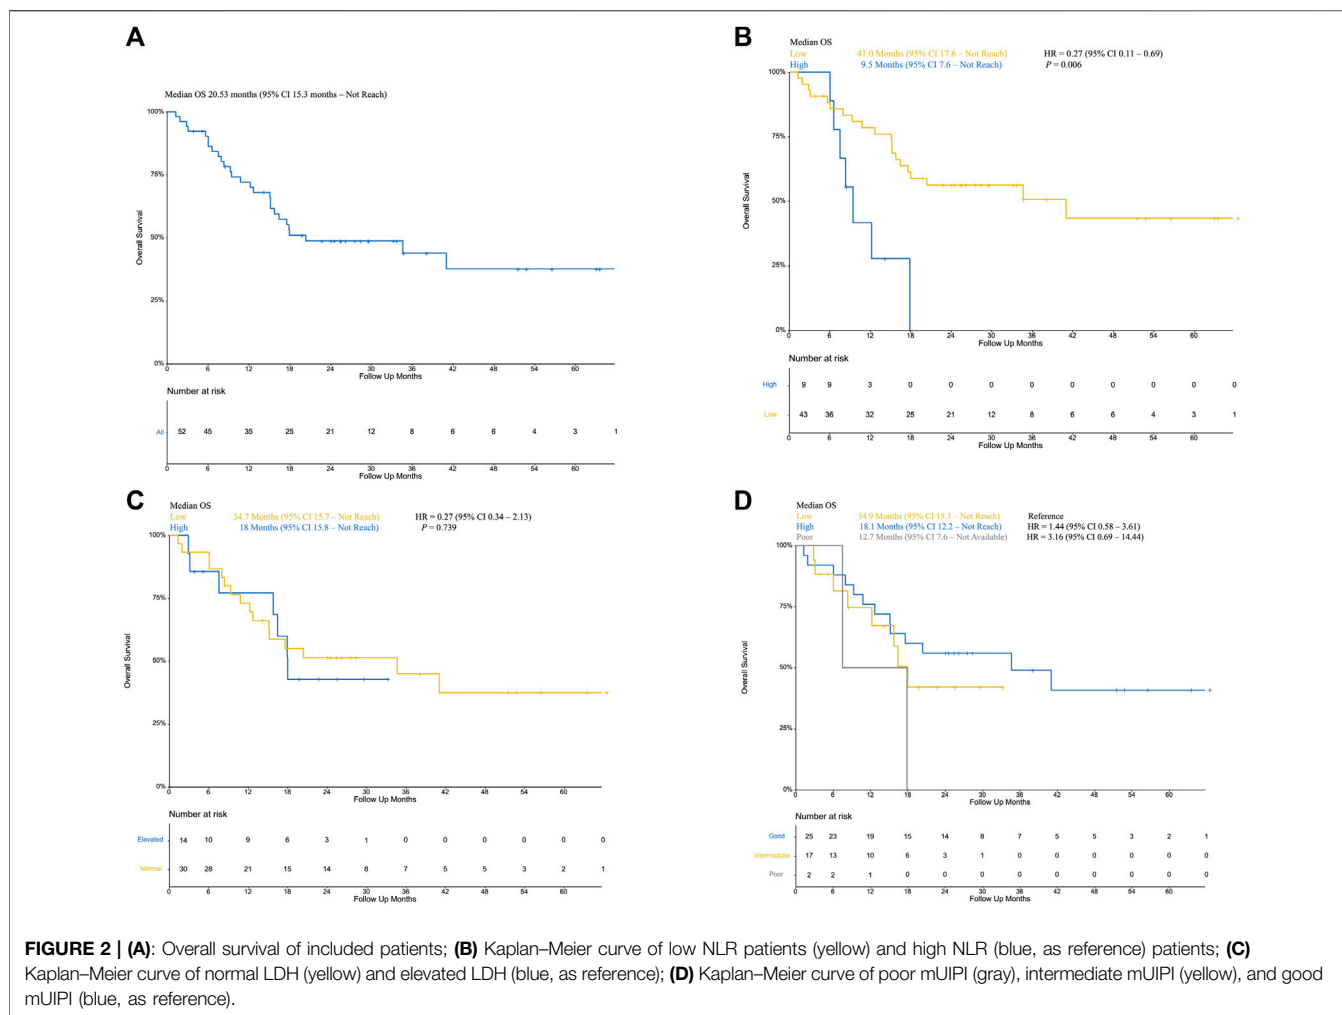 A
Median OS 20.53 months (95% CI 15.3 months – Not Reach)
100%
75%
50%
25%
0%
Overall Survival
0 6 12 18 24 30 36 42 48 54 60
Follow Up Months
Number at risk
All 52 45 35 25 21 12 8 6 6 4 3 1
0 6 12 18 24 30 36 42 48 54 60
Follow Up Months
B
Median OS
Low 41.0 Months (95% CI 17.6 – Not Reach) HR = 0.27 (95% CI 0.11 – 0.69)
High 9.5 Months (95% CI 7.6 – Not Reach) P = 0.006
100%
75%
50%
25%
0%
Overall Survival
0 6 12 18 24 30 36 42 48 54 60
Follow Up Months
Number at risk
High 9 9 3 0 0 0 0 0 0 0 0 0
Low 43 36 32 25 21 12 8 6 6 4 3 1
0 6 12 18 24 30 36 42 48 54 60
Follow Up Months
C
Median OS
Low 34.7 Months (95% CI 15.7 – Not Reach) HR = 0.27 (95% CI 0.34 – 2.13)
High 18 Months (95% CI 15.8 – Not Reach) P = 0.739
100%
75%
50%
25%
0%
Overall Survival
0 6 12 18 24 30 36 42 48 54 60
Follow Up Months
Number at risk
Elevated 14 10 9 6 3 1 0 0 0 0 0 0
Normal 30 28 21 15 14 8 7 5 5 3 2 1
0 6 12 18 24 30 36 42 48 54 60
Follow Up Months
D
Median OS
Low 34.9 Months (95% CI 15.3 – Not Reach) Reference
High 18.1 Months (95% CI 12.2 – Not Reach) HR = 1.44 (95% CI 0.58 – 3.61)
Poor 12.7 Months (95% CI 7.6 – Not Available) HR = 3.16 (95% CI 0.69 – 14.44)
100%
75%
50%
25%
0%
Overall Survival
0 6 12 18 24 30 36 42 48 54 60
Follow Up Months
Number at risk
Good 25 23 19 15 14 8 7 5 5 3 2 1
Intermediate 17 13 10 6 3 1 0 0 0 0 0 0
Poor 2 2 1 0 0 0 0 0 0 0 0 0
0 6 12 18 24 30 36 42 48 54 60
Follow Up Months
FIGURE 2 | (A): Overall survival of included patients; (B) Kaplan–Meier curve of low NLR patients (yellow) and high NLR (blue, as reference) patients; (C)
Kaplan–Meier curve of normal LDH (yellow) and elevated LDH (blue, as reference); (D) Kaplan–Meier curve of poor mUIPI (gray), intermediate mUIPI (yellow), and good
mUIPI (blue, as reference).